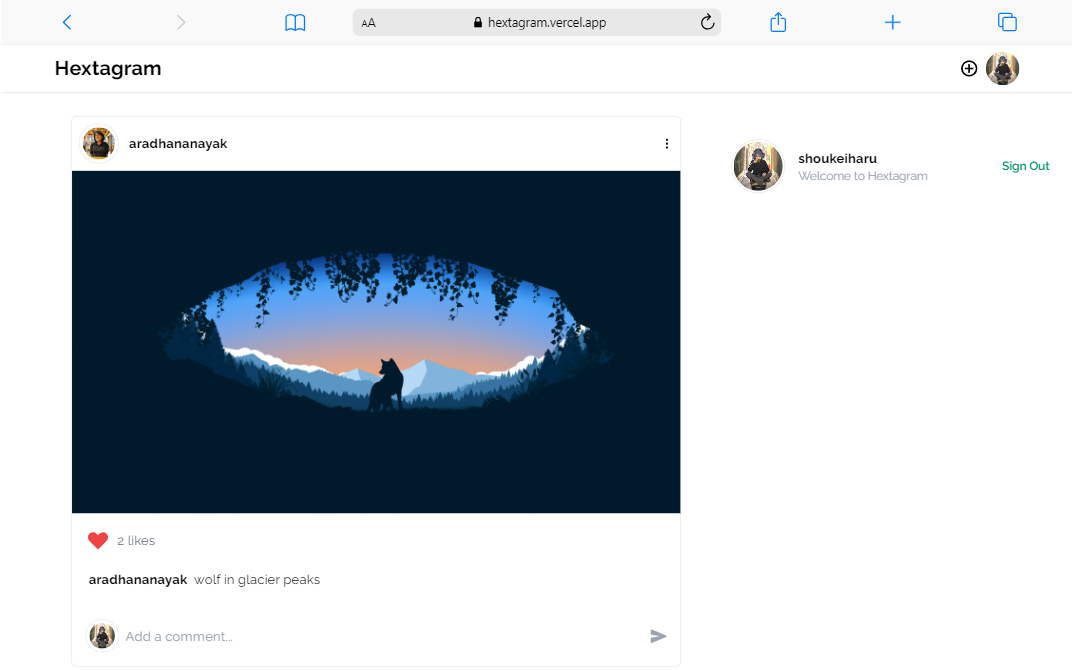 AA hextagram.vercel.app
Hextagram
aradhananayak
shoukeiharu
Welcome to Hextagram
Sign Out
2 likes
aradhananayak wolf in glacier peaks
Add a comment...